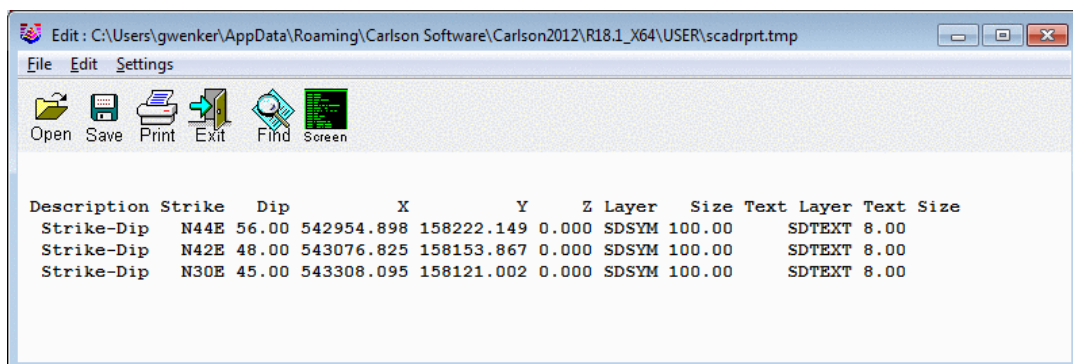 Edit : C:\Users\gwenker\AppData\Roaming\Carlson Software\Carlson2012\R18.1_X64\USER\scadrprt.tmp
File Edit Settings
Open Save Print Exit Find Screen
Description Strike Dip X Y Z Layer Size Text Layer Text Size
Strike-Dip N44E 56.00 542954.898 158222.149 0.000 SDSYM 100.00 SDTEXT 8.00
Strike-Dip N42E 48.00 543076.825 158153.867 0.000 SDSYM 100.00 SDTEXT 8.00
Strike-Dip N30E 45.00 543308.095 158121.002 0.000 SDSYM 100.00 SDTEXT 8.00